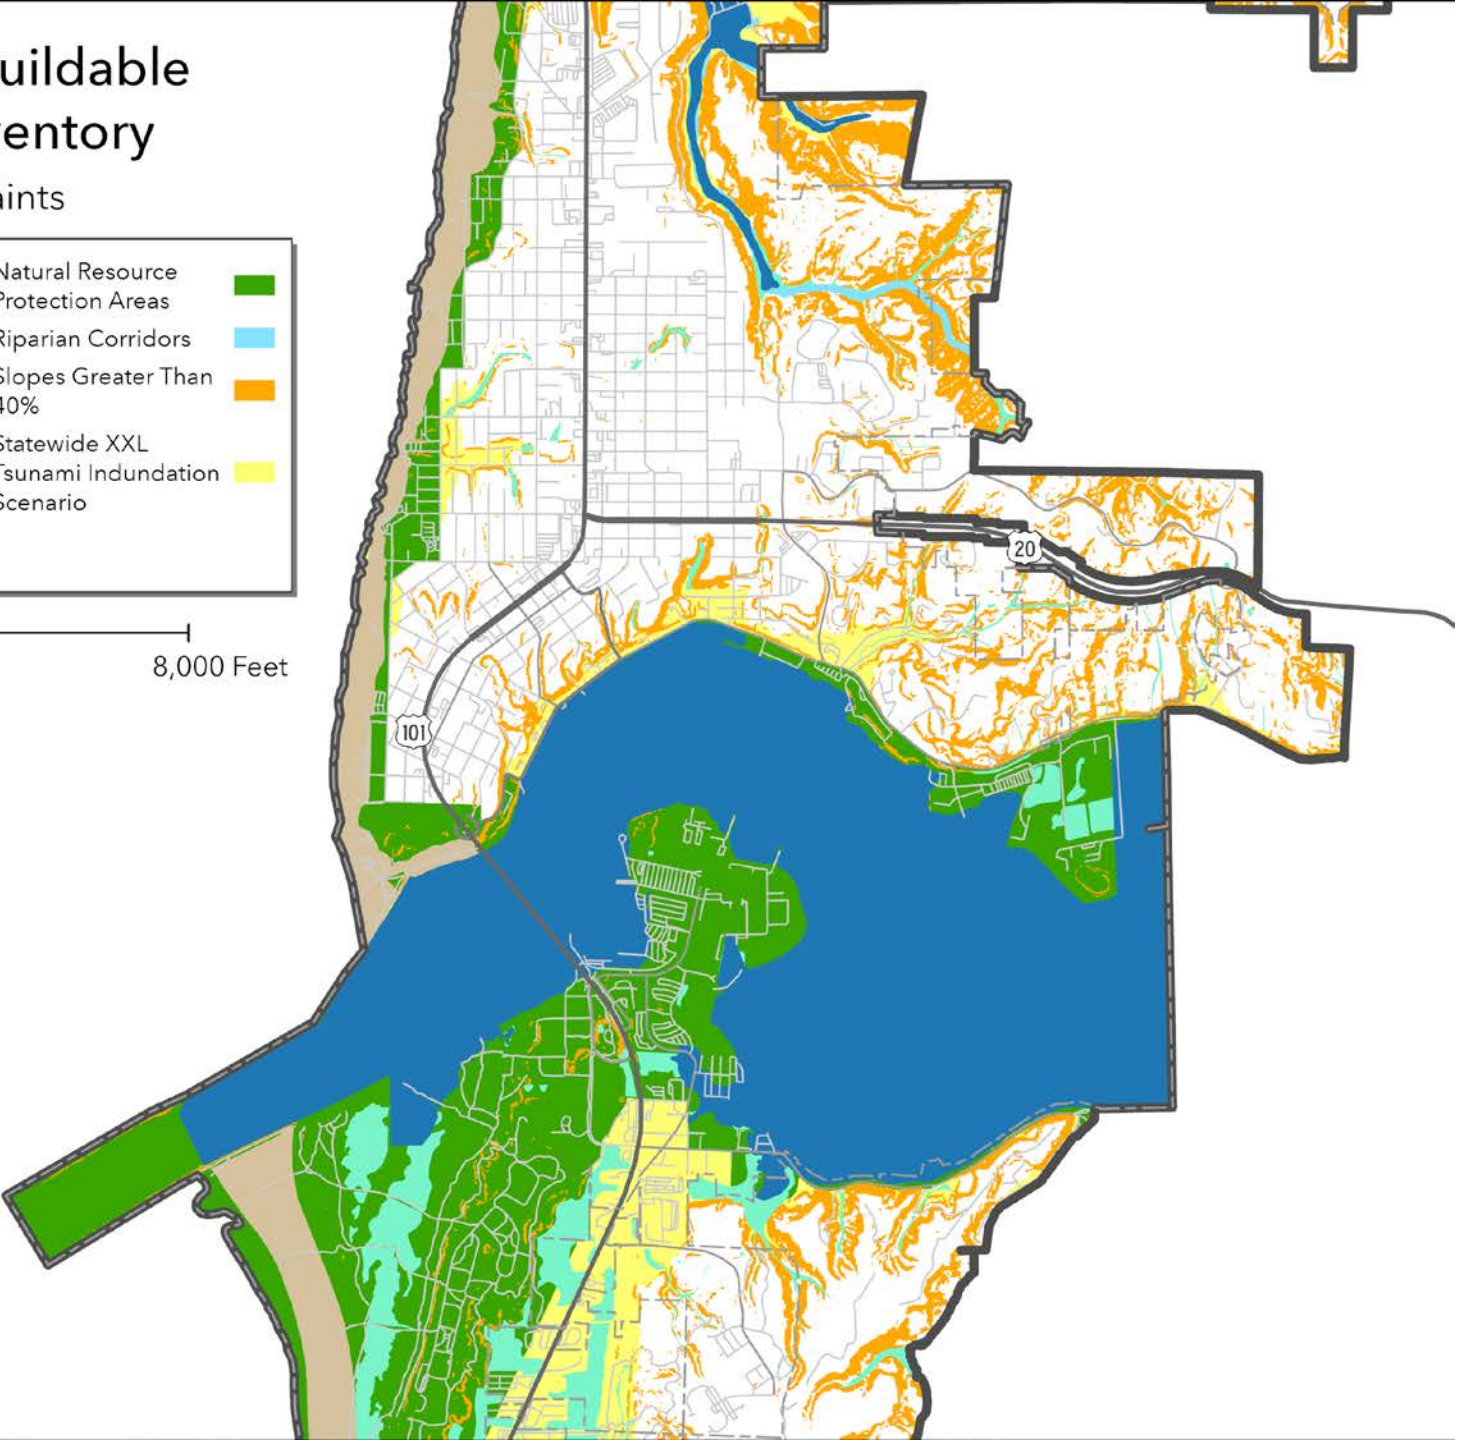 uildable
entory
aints
Natural Resource
Protection Areas
Riparian Corridors
Slopes Greater Than
40%
Statewide XXL
Tsunami Indundation
Scenario
8,000 Feet
20
101